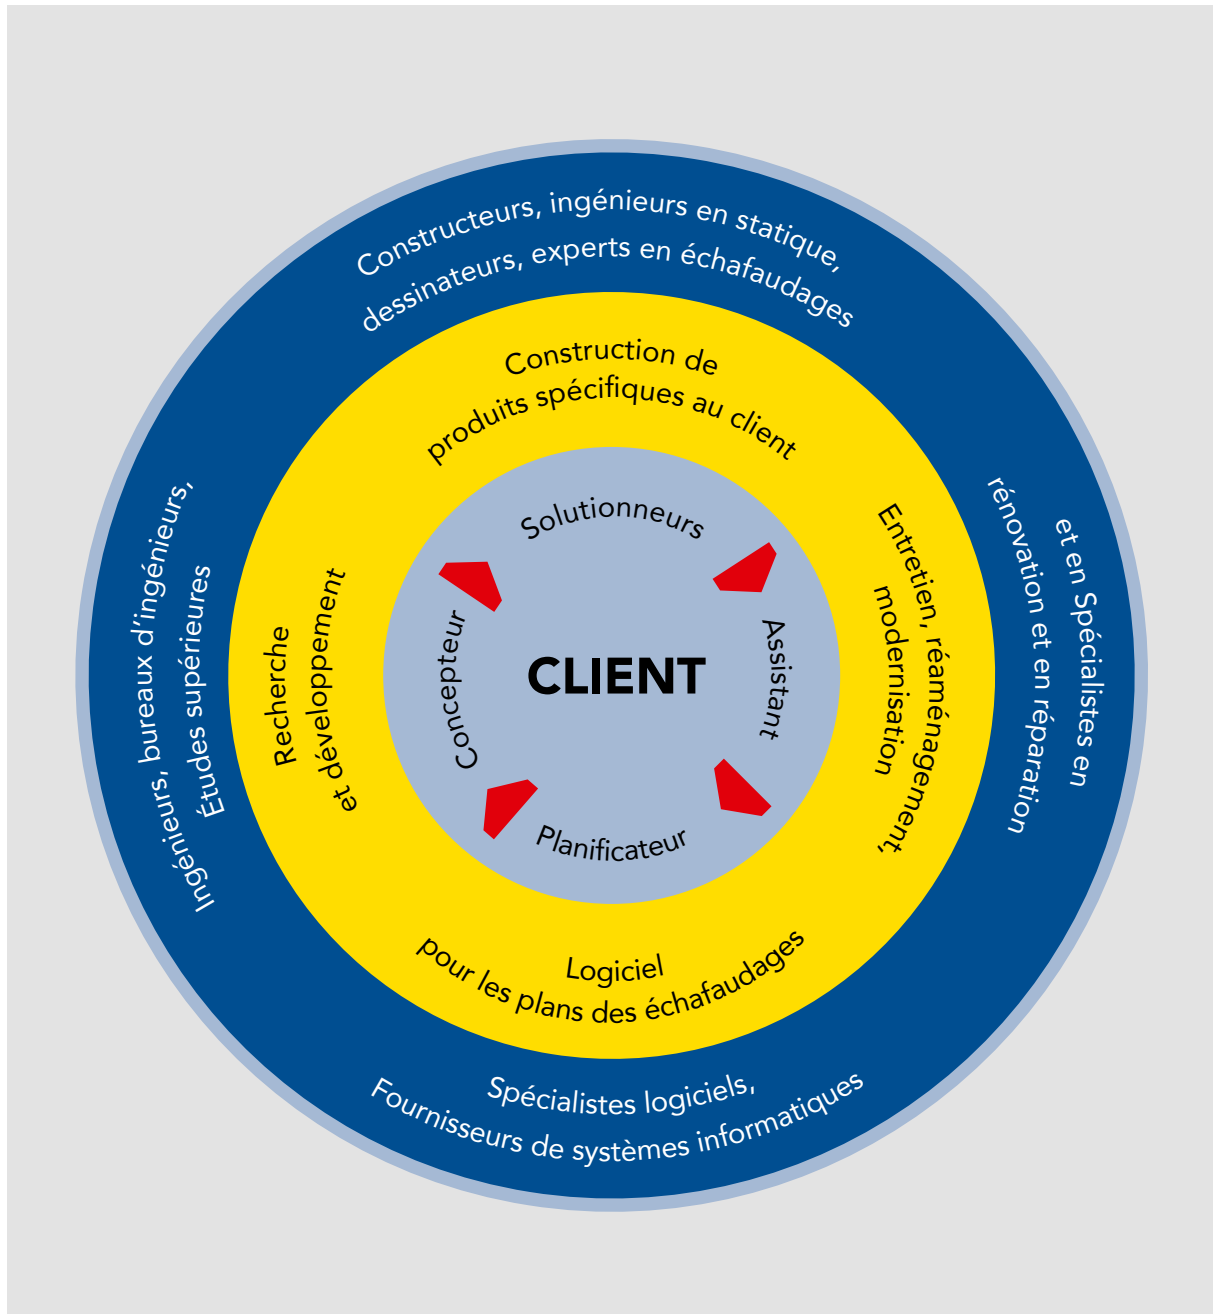 Constructeurs, ingénieurs en statique,
dessinateurs, experts en échafaudages
Construction de
produits spécifiques au client
Solutionneurs
Ingénieurs, bureaux d'ingénieurs,
Études supérieures
Recherche
et développement
Concepteur
CLIENT
Assistant
Entretien, réaménagement,
modernisation
et en Spécialistes en
rénovation et en réparation
Planificateur
Logiciel
pour les plans des échafaudages
Spécialistes logiciels,
Fournisseurs de systèmes informatiques